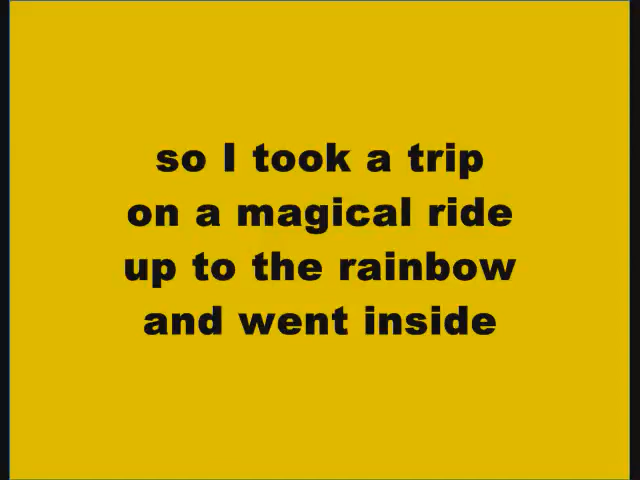 so I took a trip
on a magical ride
up to the rainbow
and went inside